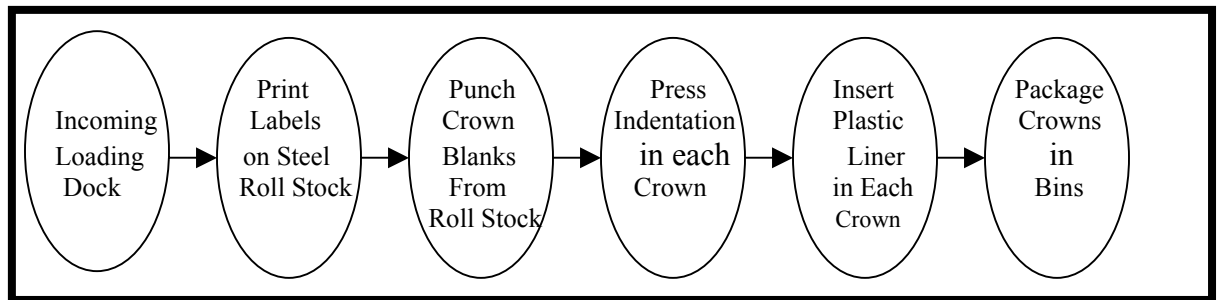 Incoming
Loading
Dock
Print
Labels
on Steel
Roll Stock
Punch
Crown
Blanks
From
Roll Stock
Press
Indentation
in each
Crown
Insert
Plastic
Liner
in Each
Crown
Package
Crowns
in
Bins